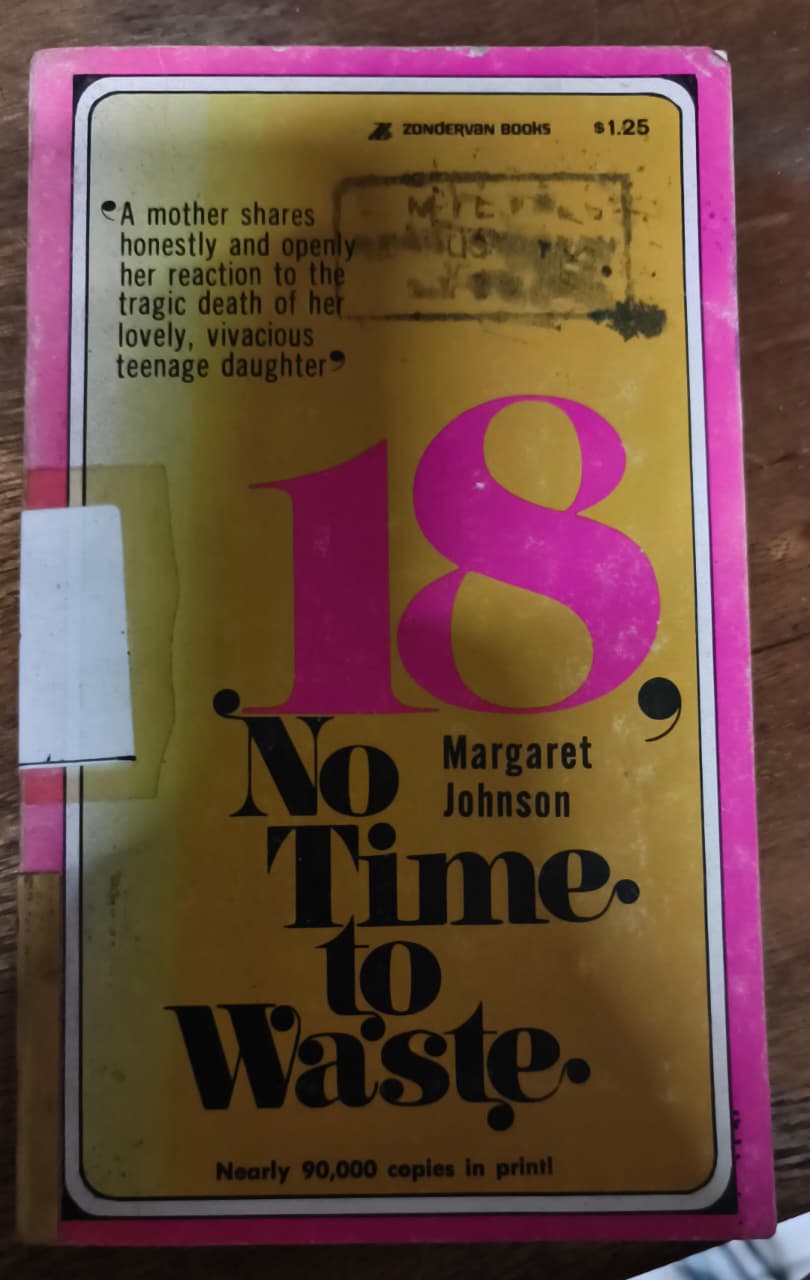 ZONDERVAN BOOKS $1.25
❛A mother shares
honestly and openly
her reaction to the
tragic death of her
lovely, vivacious
teenage daughter❜
18,
No
Margaret
Johnson
Time
to
Waste
Nearly 90,000 copies in print!